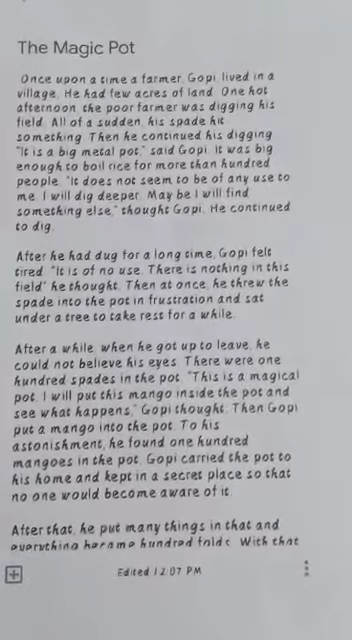 The Magic Pot
Once upon a time a farmer, Gopi, lived in a
village. He had few acres of land. One hot
afternoon, the poor farmer was digging his
field. All of a sudden, his spade hit
something. Then he continued his digging.
"It is a big metal pot," said Gopi. It was big
enough to boil rice for more than hundred
people. "It does not seem to be of any use to
me. I will dig deeper. May be I will find
something else," thought Gopi. He continued
to dig.
After he had dug for a long time, Gopi felt
tired. "It is of no use. There is nothing in this
field" he thought. Then at once, he threw the
spade into the pot in frustration and sat
under a tree to take rest for a while.
After a while, when he got up to leave, he
could not believe his eyes. There were one
hundred spades in the pot. "This is a magical
pot. I will put this mango inside the pot and
see what happens," Gopi thought. Then Gopi
put a mango into the pot. To his
astonishment, he found one hundred
mangoes in the pot. Gopi carried the pot to
his home and kept in a secret place so that
no one would become aware of it.
After that, he put many things in that and
everything became hundred folds. With that
Edited 12:07 PM